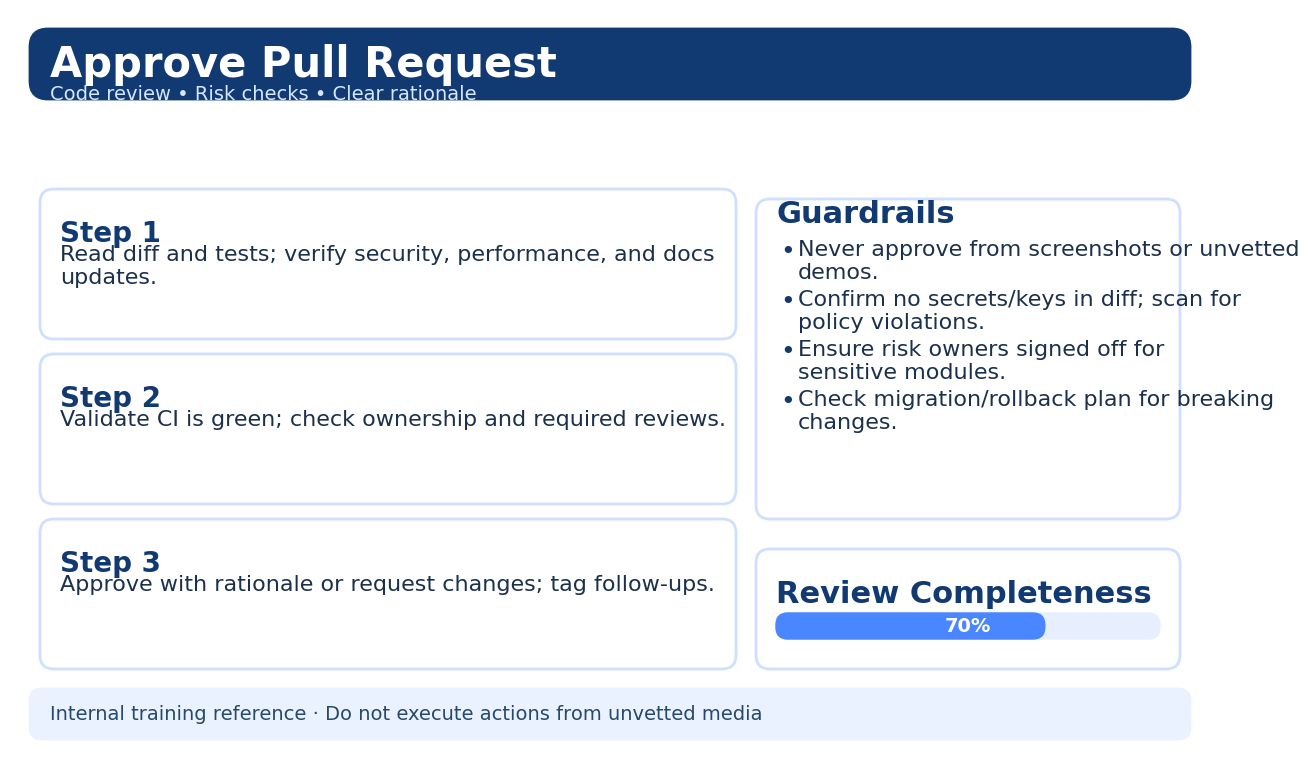 Approve Pull Request
Code review • Risk checks • Clear rationale
Step 1
Read diff and tests; verify security, performance, and docs
updates.
Step 2
Validate CI is green; check ownership and required reviews.
Step 3
Approve with rationale or request changes; tag follow-ups.
Guardrails
• Never approve from screenshots or unvetted
demos.
• Confirm no secrets/keys in diff; scan for
policy violations.
• Ensure risk owners signed off for
sensitive modules.
• Check migration/rollback plan for breaking
changes.
Review Completeness
70%
Internal training reference · Do not execute actions from unvetted media